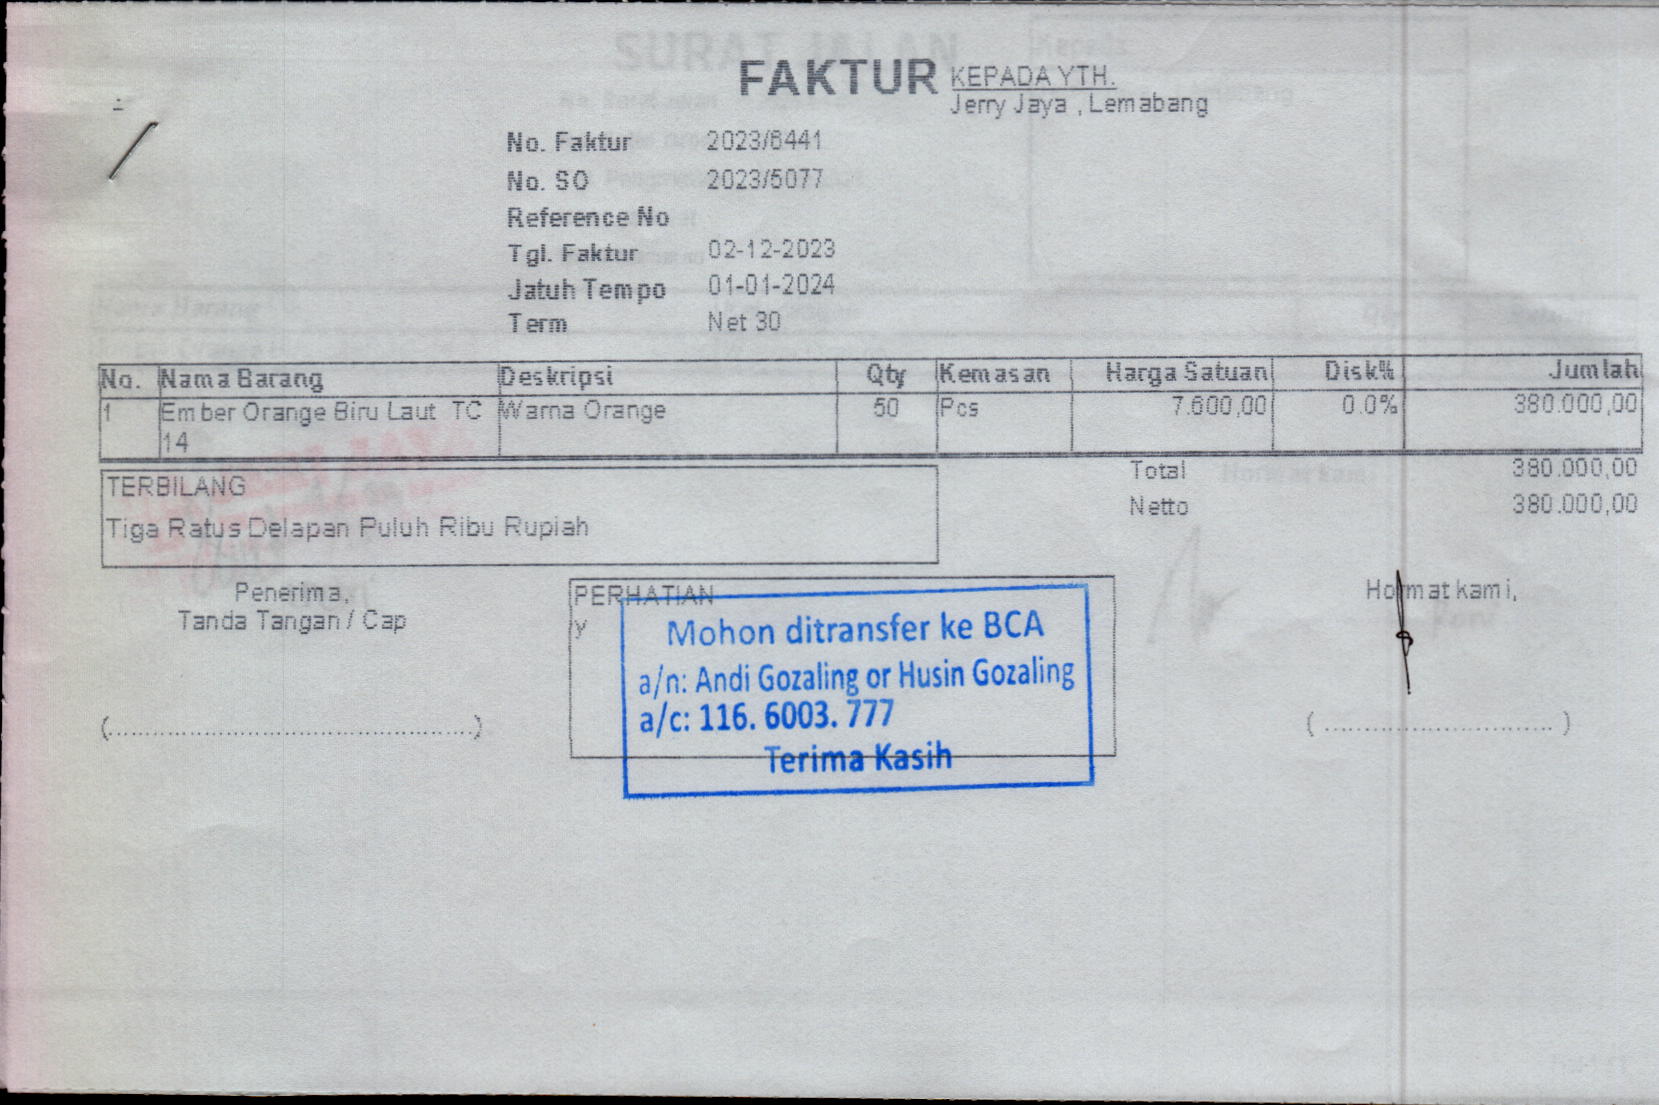 FAKTUR
KEPADA YTH.
Jerry Jaya , Lemabang
No. Faktur 2023/6441
No. SO 2023/5077
Reference No
Tgl. Faktur 02-12-2023
Jatuh Tempo 01-01-2024
Term Net 30
No. Nama Barang Deskripsi Qty Kemasan Harga Satuan Disk% Jumlah
1 Ember Orange Biru Laut TC Warna Orange 50 Pcs 7.600,00 0.0% 380.000,00
14
Total 380.000,00
Netto 380.000,00
TERBILANG
Tiga Ratus Delapan Puluh Ribu Rupiah
Penerima,
Tanda Tangan / Cap
PERHATIAN
y
Mohon ditransfer ke BCA
a/n: Andi Gozaling or Husin Gozaling
a/c: 116. 6003. 777
Terima Kasih
Hormat kami,
(..............................................)
( ............................. )
SURAT JALAN
Kepada